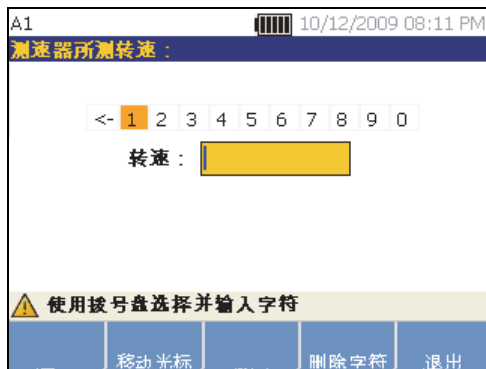 A1 10/12/2009 08:11 PM
测速器所测转速：
<- 1 2 3 4 5 6 7 8 9 0
转速：
使用拨号盘选择并输入字符
移动光标 删除字符 退出